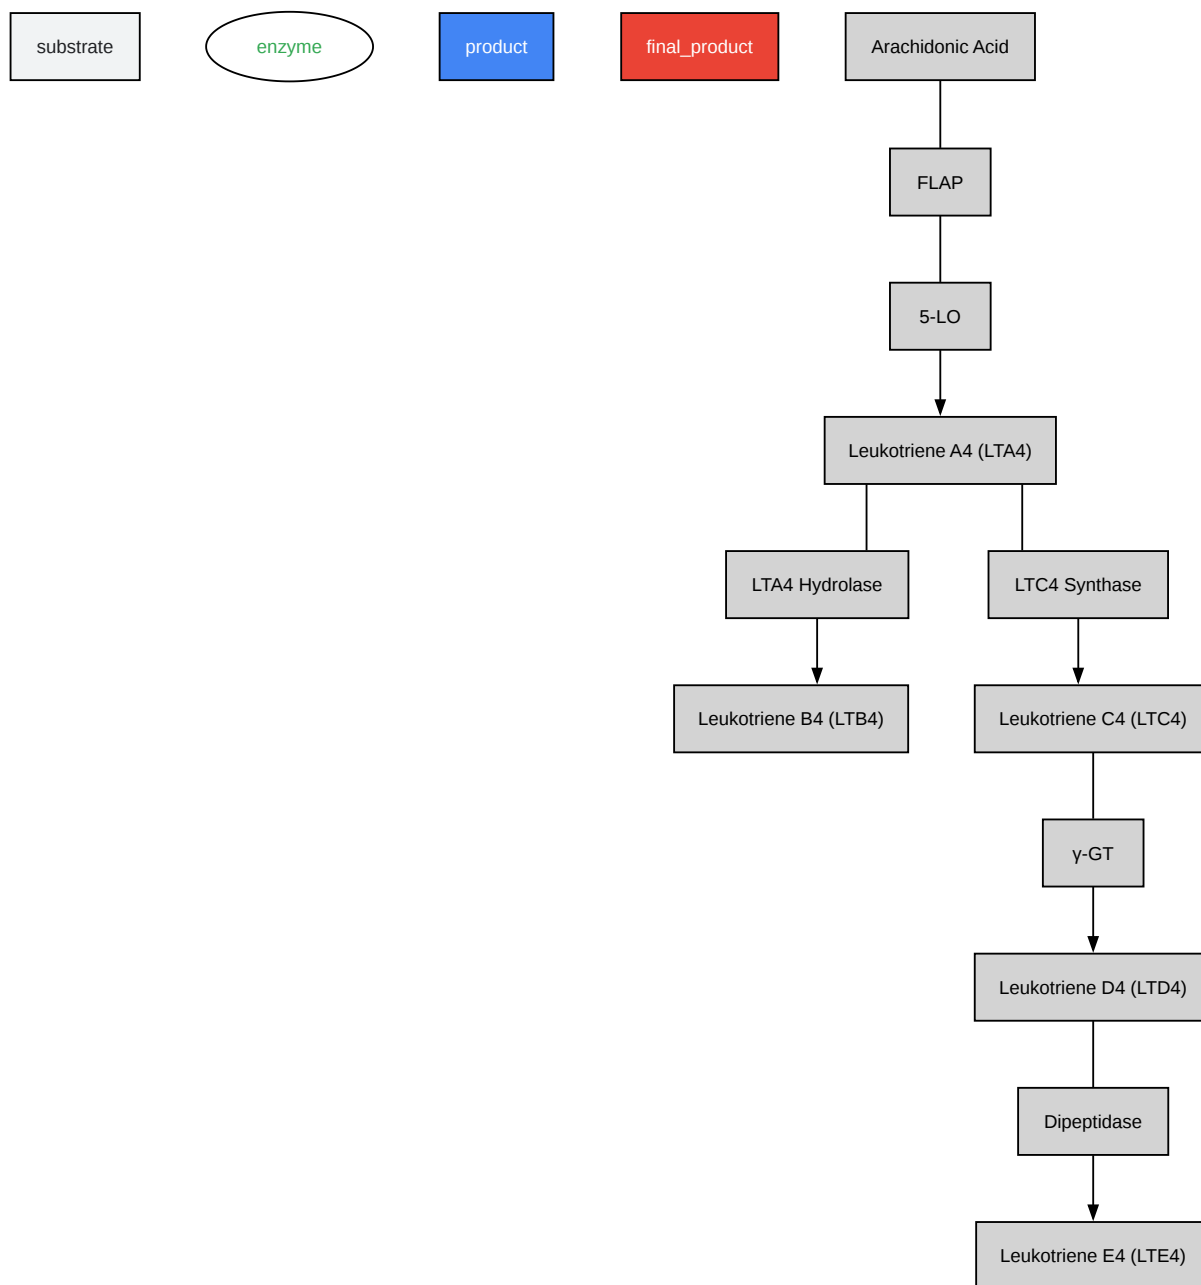 substrate
enzyme
product
final_product
Arachidonic Acid
FLAP
5-LO
Leukotriene A4 (LTA4)
LTA4 Hydrolase
LTC4 Synthase
Leukotriene B4 (LTB4)
Leukotriene C4 (LTC4)
γ-GT
Leukotriene D4 (LTD4)
Dipeptidase
Leukotriene E4 (LTE4)